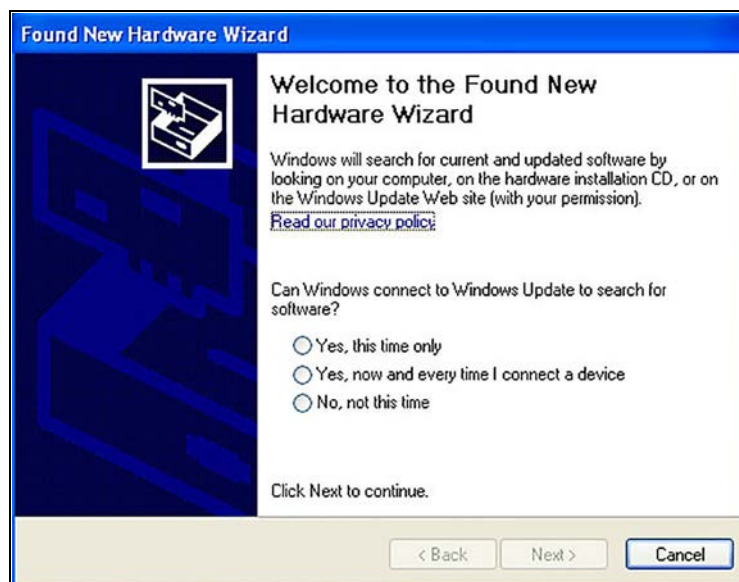 Found New Hardware Wizard
Welcome to the Found New
Hardware Wizard
Windows will search for current and updated software by
looking on your computer, on the hardware installation CD, or on
the Windows Update Web site (with your permission).
Read our privacy policy
Can Windows connect to Windows Update to search for
software?
Yes, this time only
Yes, now and every time I connect a device
No, not this time
Click Next to continue.
< Back Next > Cancel